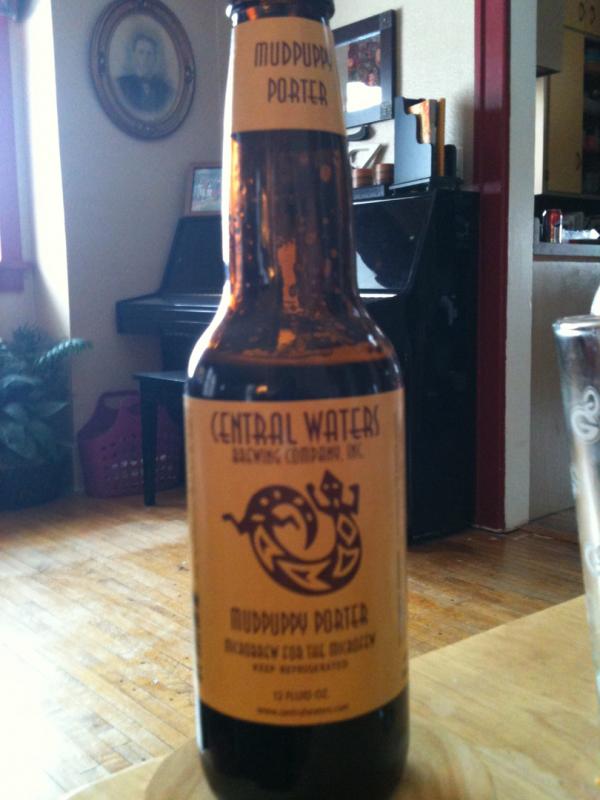 MUDPUPPY
PORTER
CENTRAL WATERS
BREWING COMPANY, INC.
MUDPUPPY PORTER
MICROBREW FOR THE MICROFEW
KEEP REFRIGERATED
12 FLUID OZ.
www.centralwaters.com